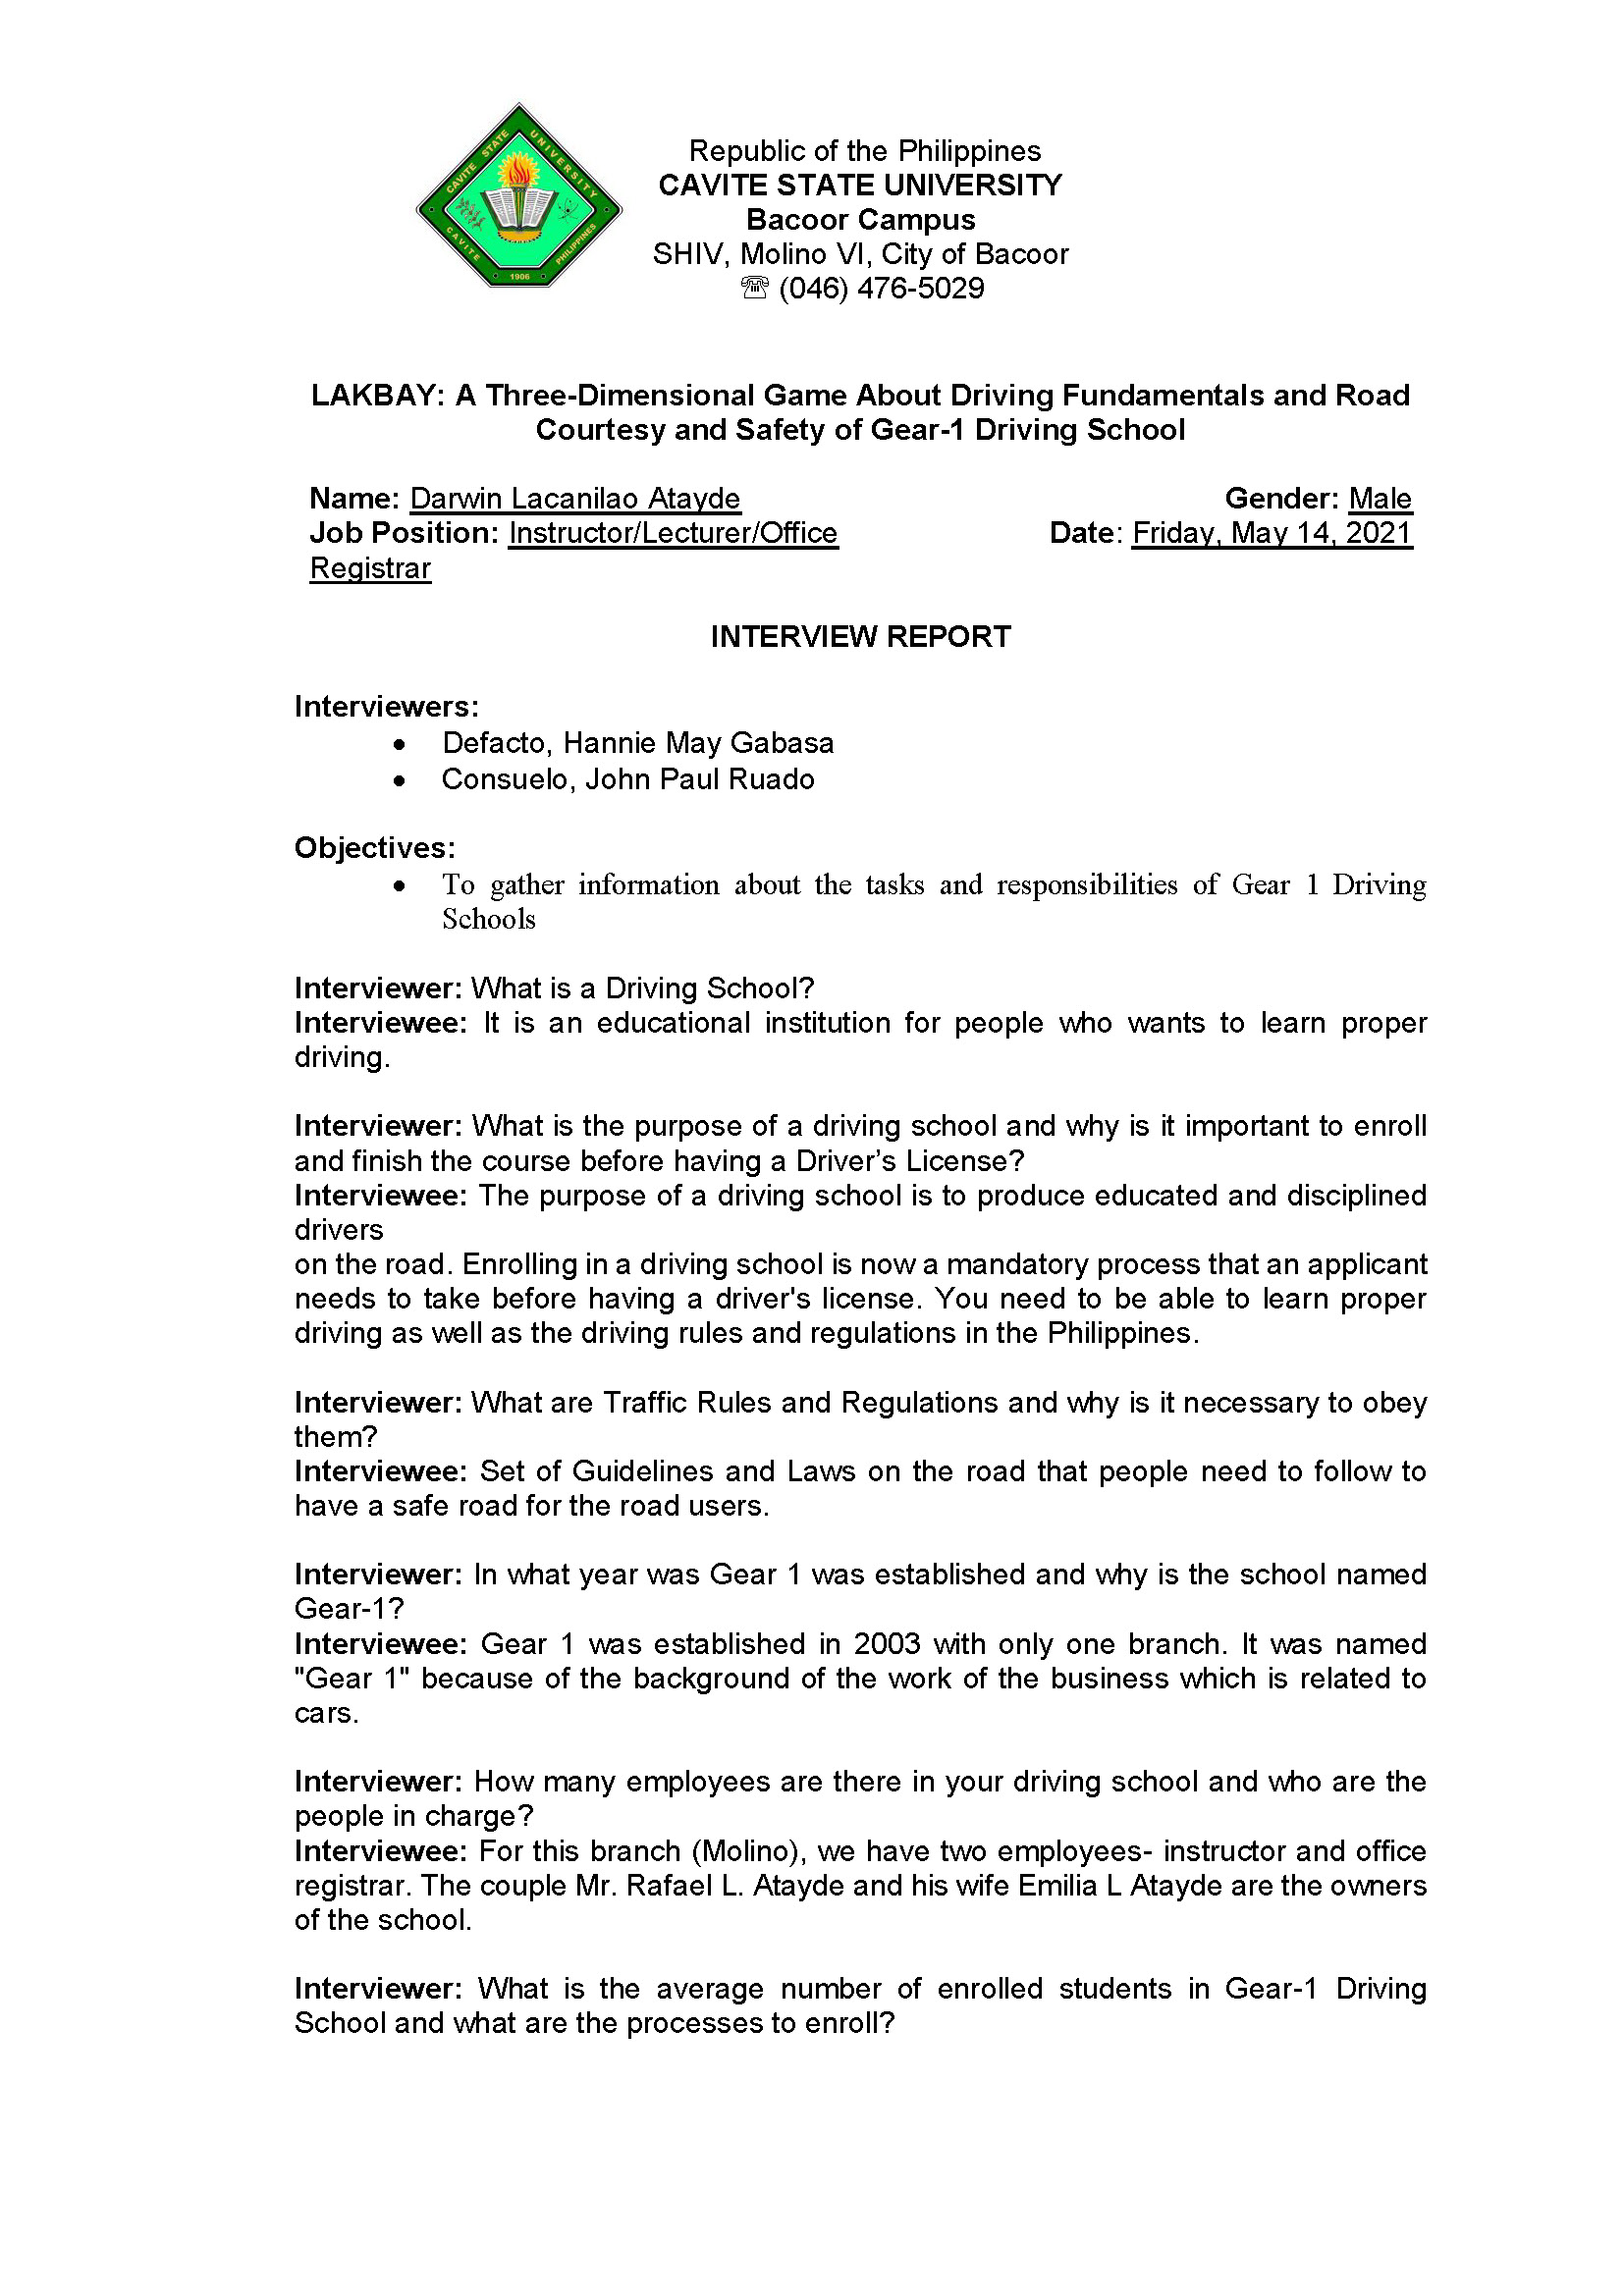 CAVITE STATE UNIVERSITY
CAVITE
PHILIPPINES
1906
Republic of the Philippines
CAVITE STATE UNIVERSITY
Bacoor Campus
SHIV, Molino VI, City of Bacoor
☏ (046) 476-5029
LAKBAY: A Three-Dimensional Game About Driving Fundamentals and Road
Courtesy and Safety of Gear-1 Driving School
Name: Darwin Lacanilao Atayde Gender: Male
Job Position: Instructor/Lecturer/Office Date: Friday, May 14, 2021
Registrar
INTERVIEW REPORT
Interviewers:
• Defacto, Hannie May Gabasa
• Consuelo, John Paul Ruado
Objectives:
• To gather information about the tasks and responsibilities of Gear 1 Driving
Schools
Interviewer: What is a Driving School?
Interviewee: It is an educational institution for people who wants to learn proper
driving.
Interviewer: What is the purpose of a driving school and why is it important to enroll
and finish the course before having a Driver’s License?
Interviewee: The purpose of a driving school is to produce educated and disciplined
drivers
on the road. Enrolling in a driving school is now a mandatory process that an applicant
needs to take before having a driver's license. You need to be able to learn proper
driving as well as the driving rules and regulations in the Philippines.
Interviewer: What are Traffic Rules and Regulations and why is it necessary to obey
them?
Interviewee: Set of Guidelines and Laws on the road that people need to follow to
have a safe road for the road users.
Interviewer: In what year was Gear 1 was established and why is the school named
Gear-1?
Interviewee: Gear 1 was established in 2003 with only one branch. It was named
"Gear 1" because of the background of the work of the business which is related to
cars.
Interviewer: How many employees are there in your driving school and who are the
people in charge?
Interviewee: For this branch (Molino), we have two employees- instructor and office
registrar. The couple Mr. Rafael L. Atayde and his wife Emilia L Atayde are the owners
of the school.
Interviewer: What is the average number of enrolled students in Gear-1 Driving
School and what are the processes to enroll?